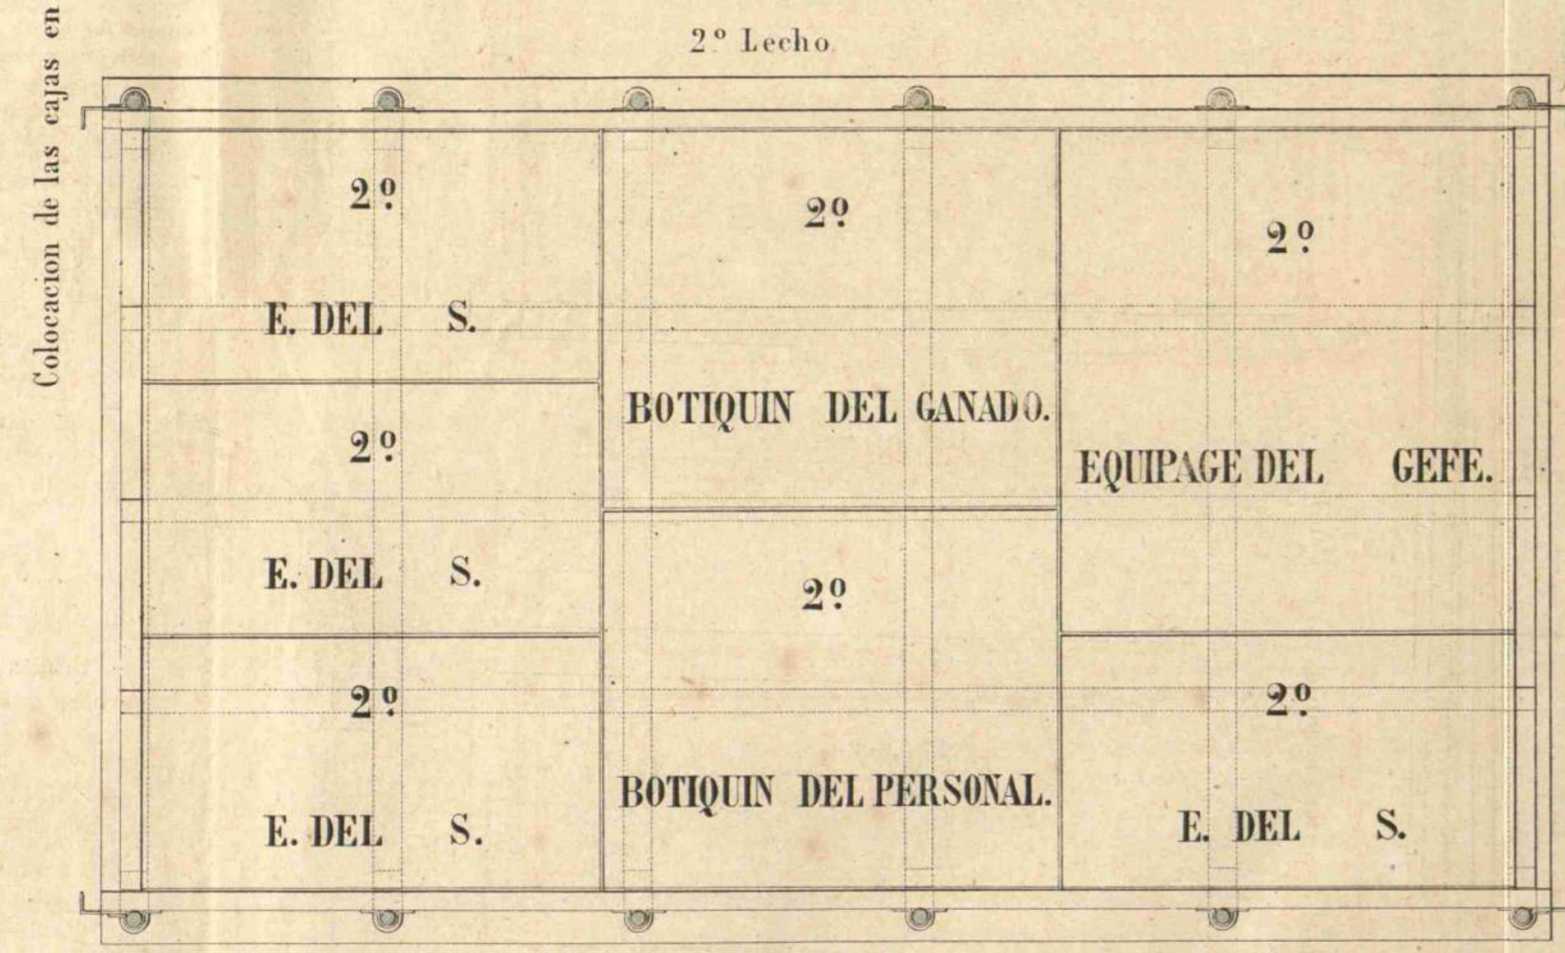 Colocacion de las cajas en
2º Lecho
2º
E. DEL S.
2º
E. DEL S.
2º
E. DEL S.
2º
BOTIQUIN DEL GANADO.
2º
BOTIQUIN DEL PERSONAL.
2º
EQUIPAGE DEL GEFE.
2º
E. DEL S.